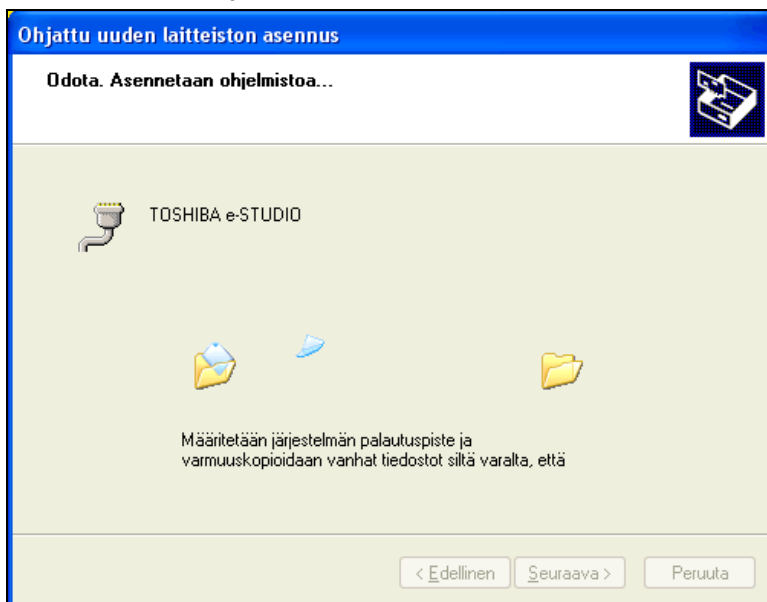 Ohjattu uuden laitteiston asennus
Odota. Asennetaan ohjelmistoa...
TOSHIBA e-STUDIO
Määritetään järjestelmän palautuspiste ja
varmuuskopioidaan vanhat tiedostot siltä varalta, että
< Edellinen Seuraava > Peruuta